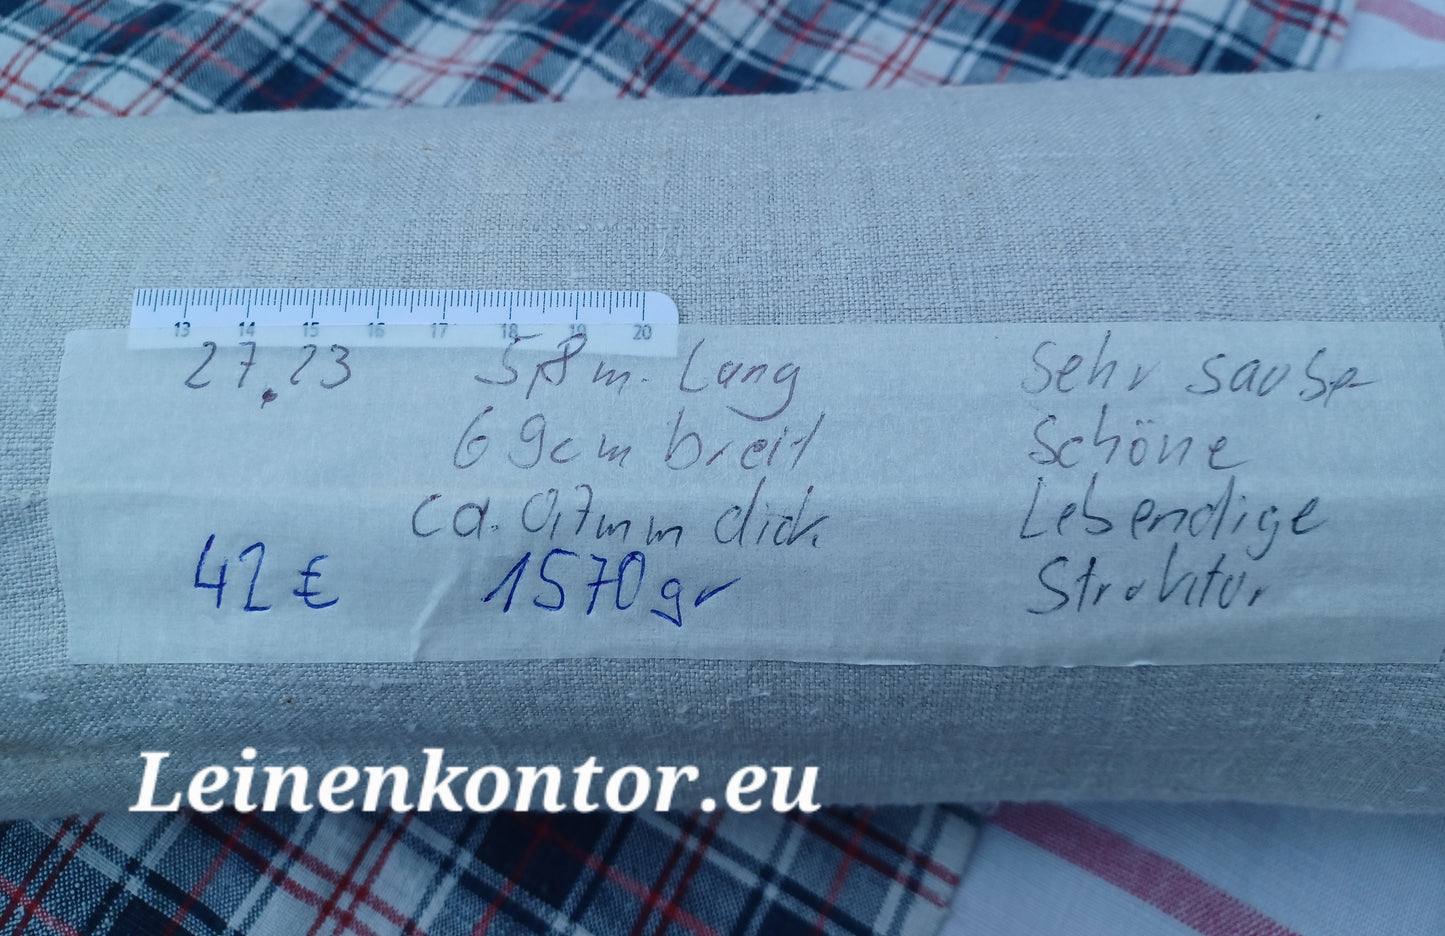 13 14 15 16 17 18 19 20
27.23 5,8 m. Lang Sehr sauber
69cm breit Schöne
ca. 0,7mm dick. Lebendige
42 € 1570gr Struktur
Leinenkontor.eu